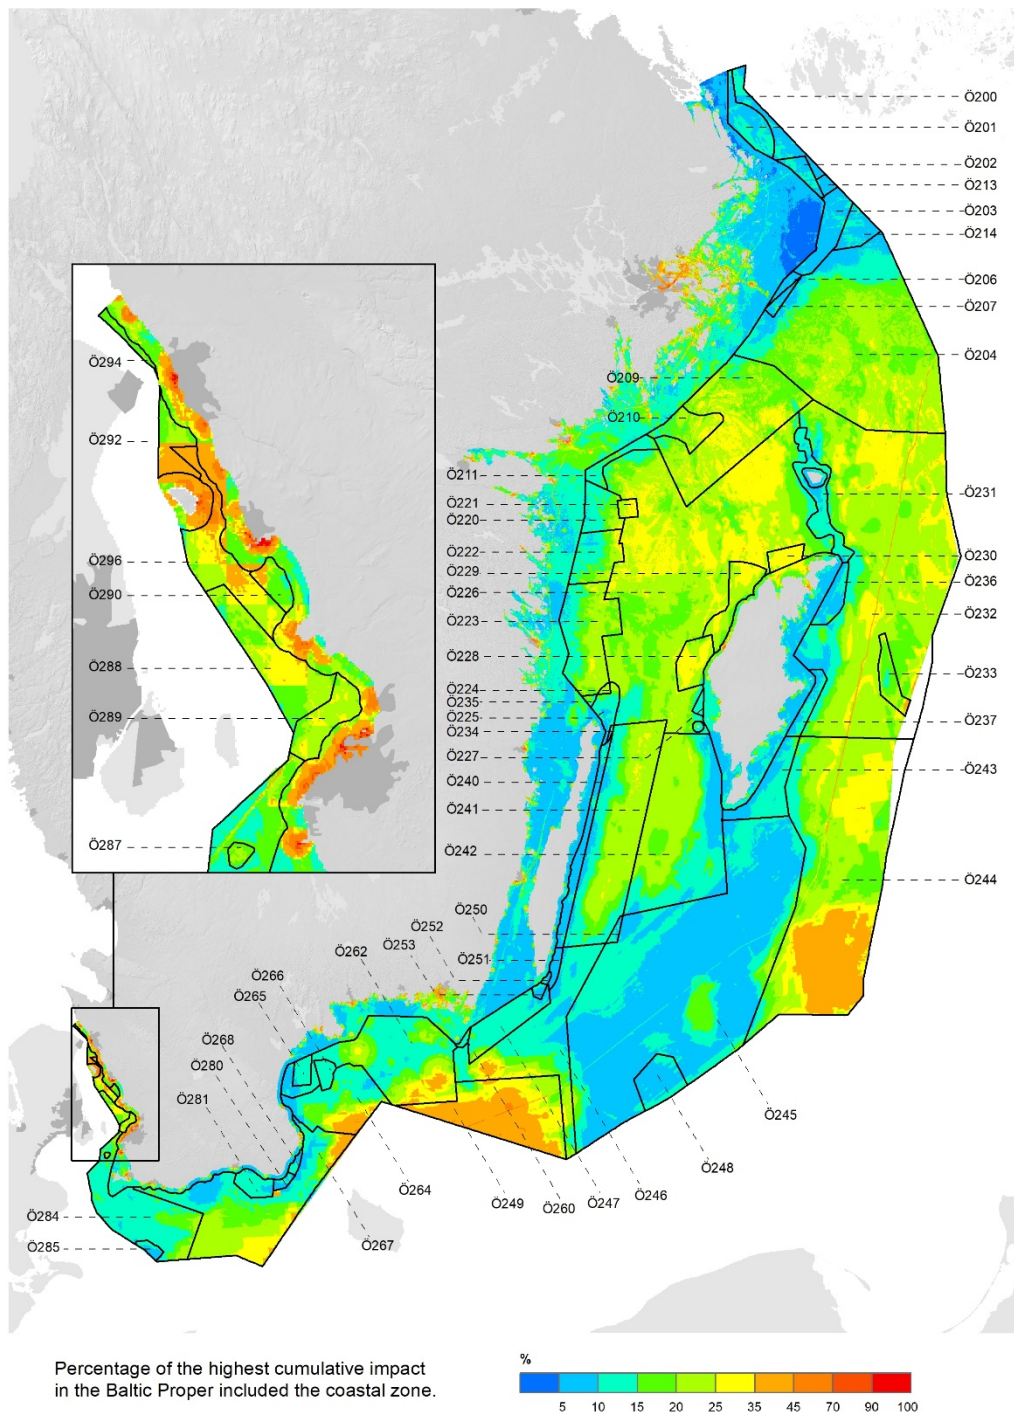 Ö200
Ö201
Ö202
Ö213
Ö203
Ö214
Ö206
Ö207
Ö204
Ö209
Ö210
Ö211
Ö221
Ö220
Ö222
Ö229
Ö226
Ö223
Ö228
Ö224
Ö235
Ö225
Ö234
Ö227
Ö240
Ö241
Ö242
Ö231
Ö230
Ö236
Ö232
Ö233
Ö237
Ö243
Ö244
Ö294
Ö292
Ö296
Ö290
Ö288
Ö289
Ö287
Ö250
Ö252
Ö251
Ö253
Ö262
Ö266
Ö265
Ö268
Ö280
Ö281
Ö245
Ö248
Ö246
Ö247
Ö260
Ö249
Ö264
Ö267
Ö284
Ö285
Percentage of the highest cumulative impact
in the Baltic Proper included the coastal zone.
%
5 10 15 20 25 35 45 70 90 100